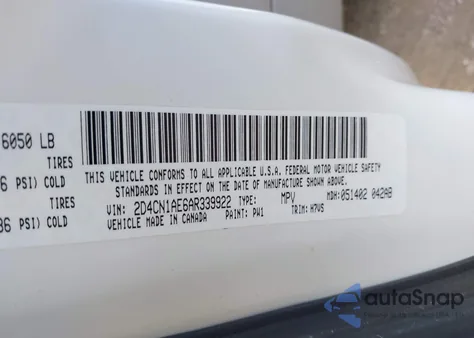 6050 LB
TIRES
6 PSI) COLD
TIRES
36 PSI) COLD
THIS VEHICLE CONFORMS TO ALL APPLICABLE U.S.A. FEDERAL MOTOR VEHICLE SAFETY
STANDARDS IN EFFECT ON THE DATE OF MANUFACTURE SHOWN ABOVE.
VIN: 2D4CN1AE6AR339922 TYPE: MPV MDH: 051402 042AB
VEHICLE MADE IN CANADA PAINT: PW1 TRIM: H7VS
autoSnap